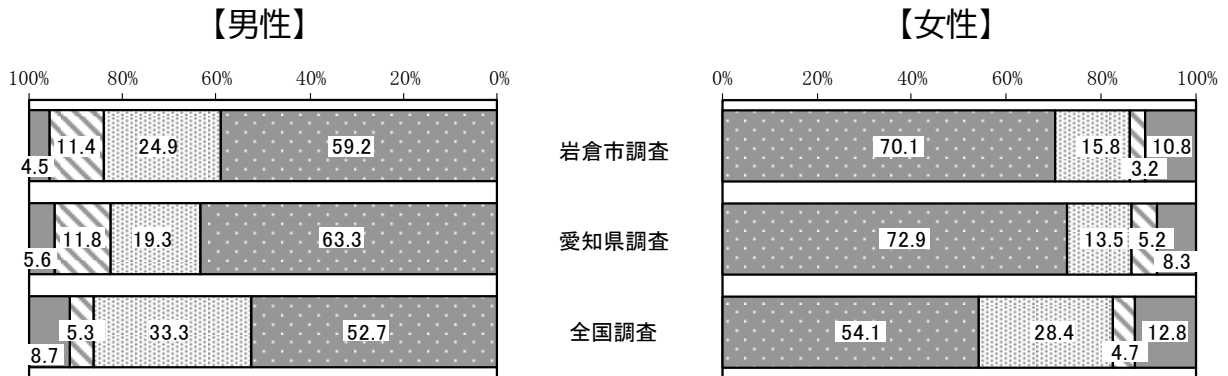 【男性】
【女性】
100% 80% 60% 40% 20% 0%
0% 20% 40% 60% 80% 100%
4.5 11.4 24.9 59.2
岩倉市調査
70.1 15.8 3.2 10.8
5.6 11.8 19.3 63.3
愛知県調査
72.9 13.5 5.2 8.3
8.7 5.3 33.3 52.7
全国調査
54.1 28.4 4.7 12.8